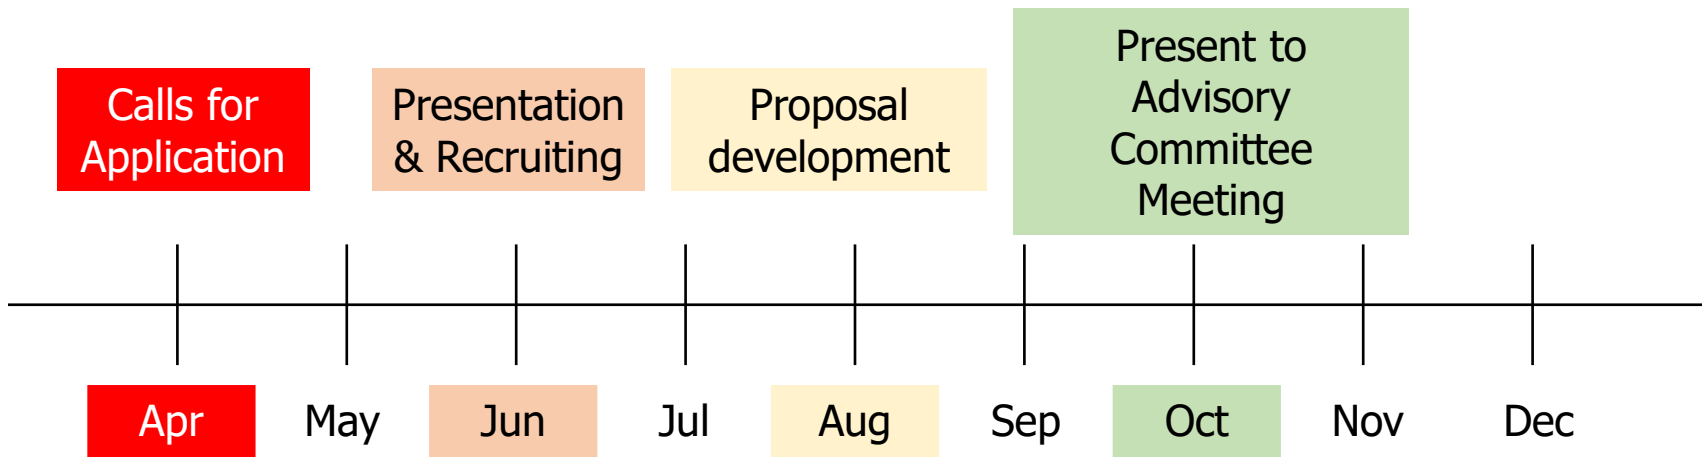 Calls for
Application
Presentation
& Recruiting
Proposal
development
Present to
Advisory
Committee
Meeting
Apr
May
Jun
Jul
Aug
Sep
Oct
Nov
Dec